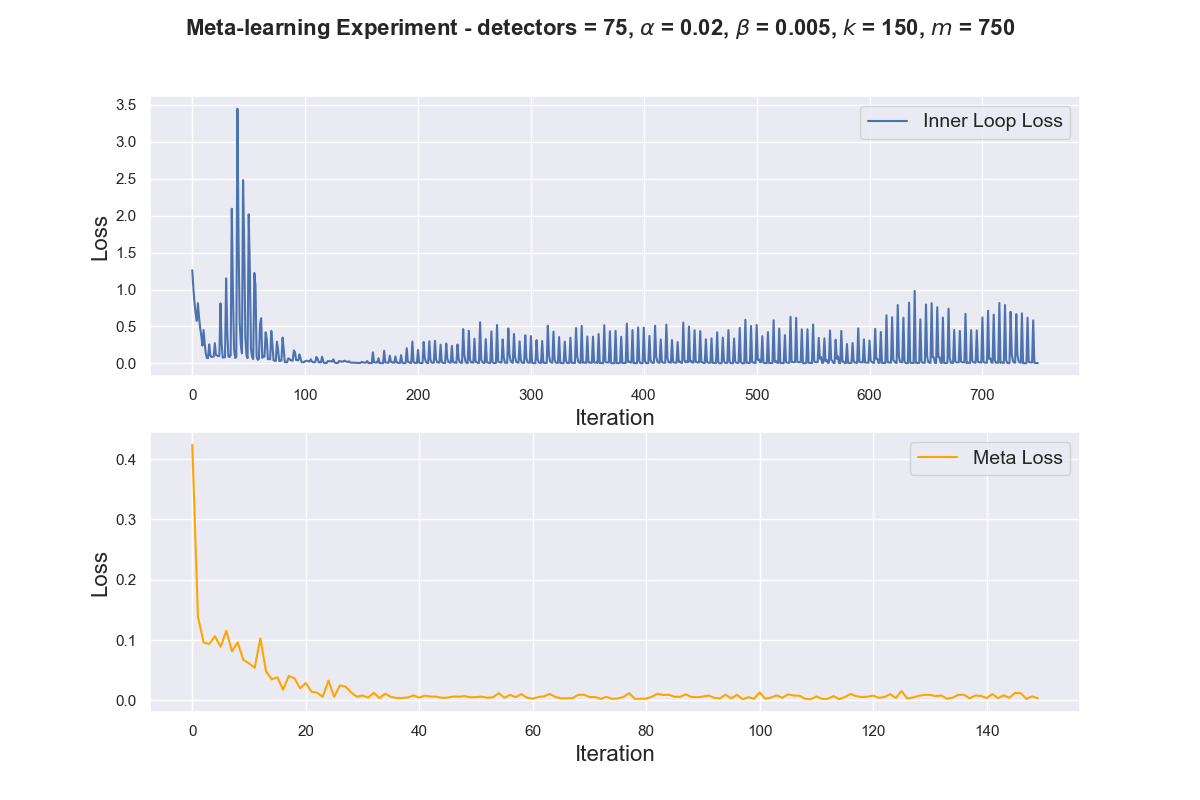 Meta-learning Experiment - detectors = 75, α = 0.02, β = 0.005, k = 150, m = 750
3.5
3.0
2.5
2.0
1.5
1.0
0.5
0.0
Loss
Inner Loop Loss
0 100 200 300 400 500 600 700
Iteration
0.4
0.3
0.2
0.1
0.0
Loss
Meta Loss
0 20 40 60 80 100 120 140
Iteration